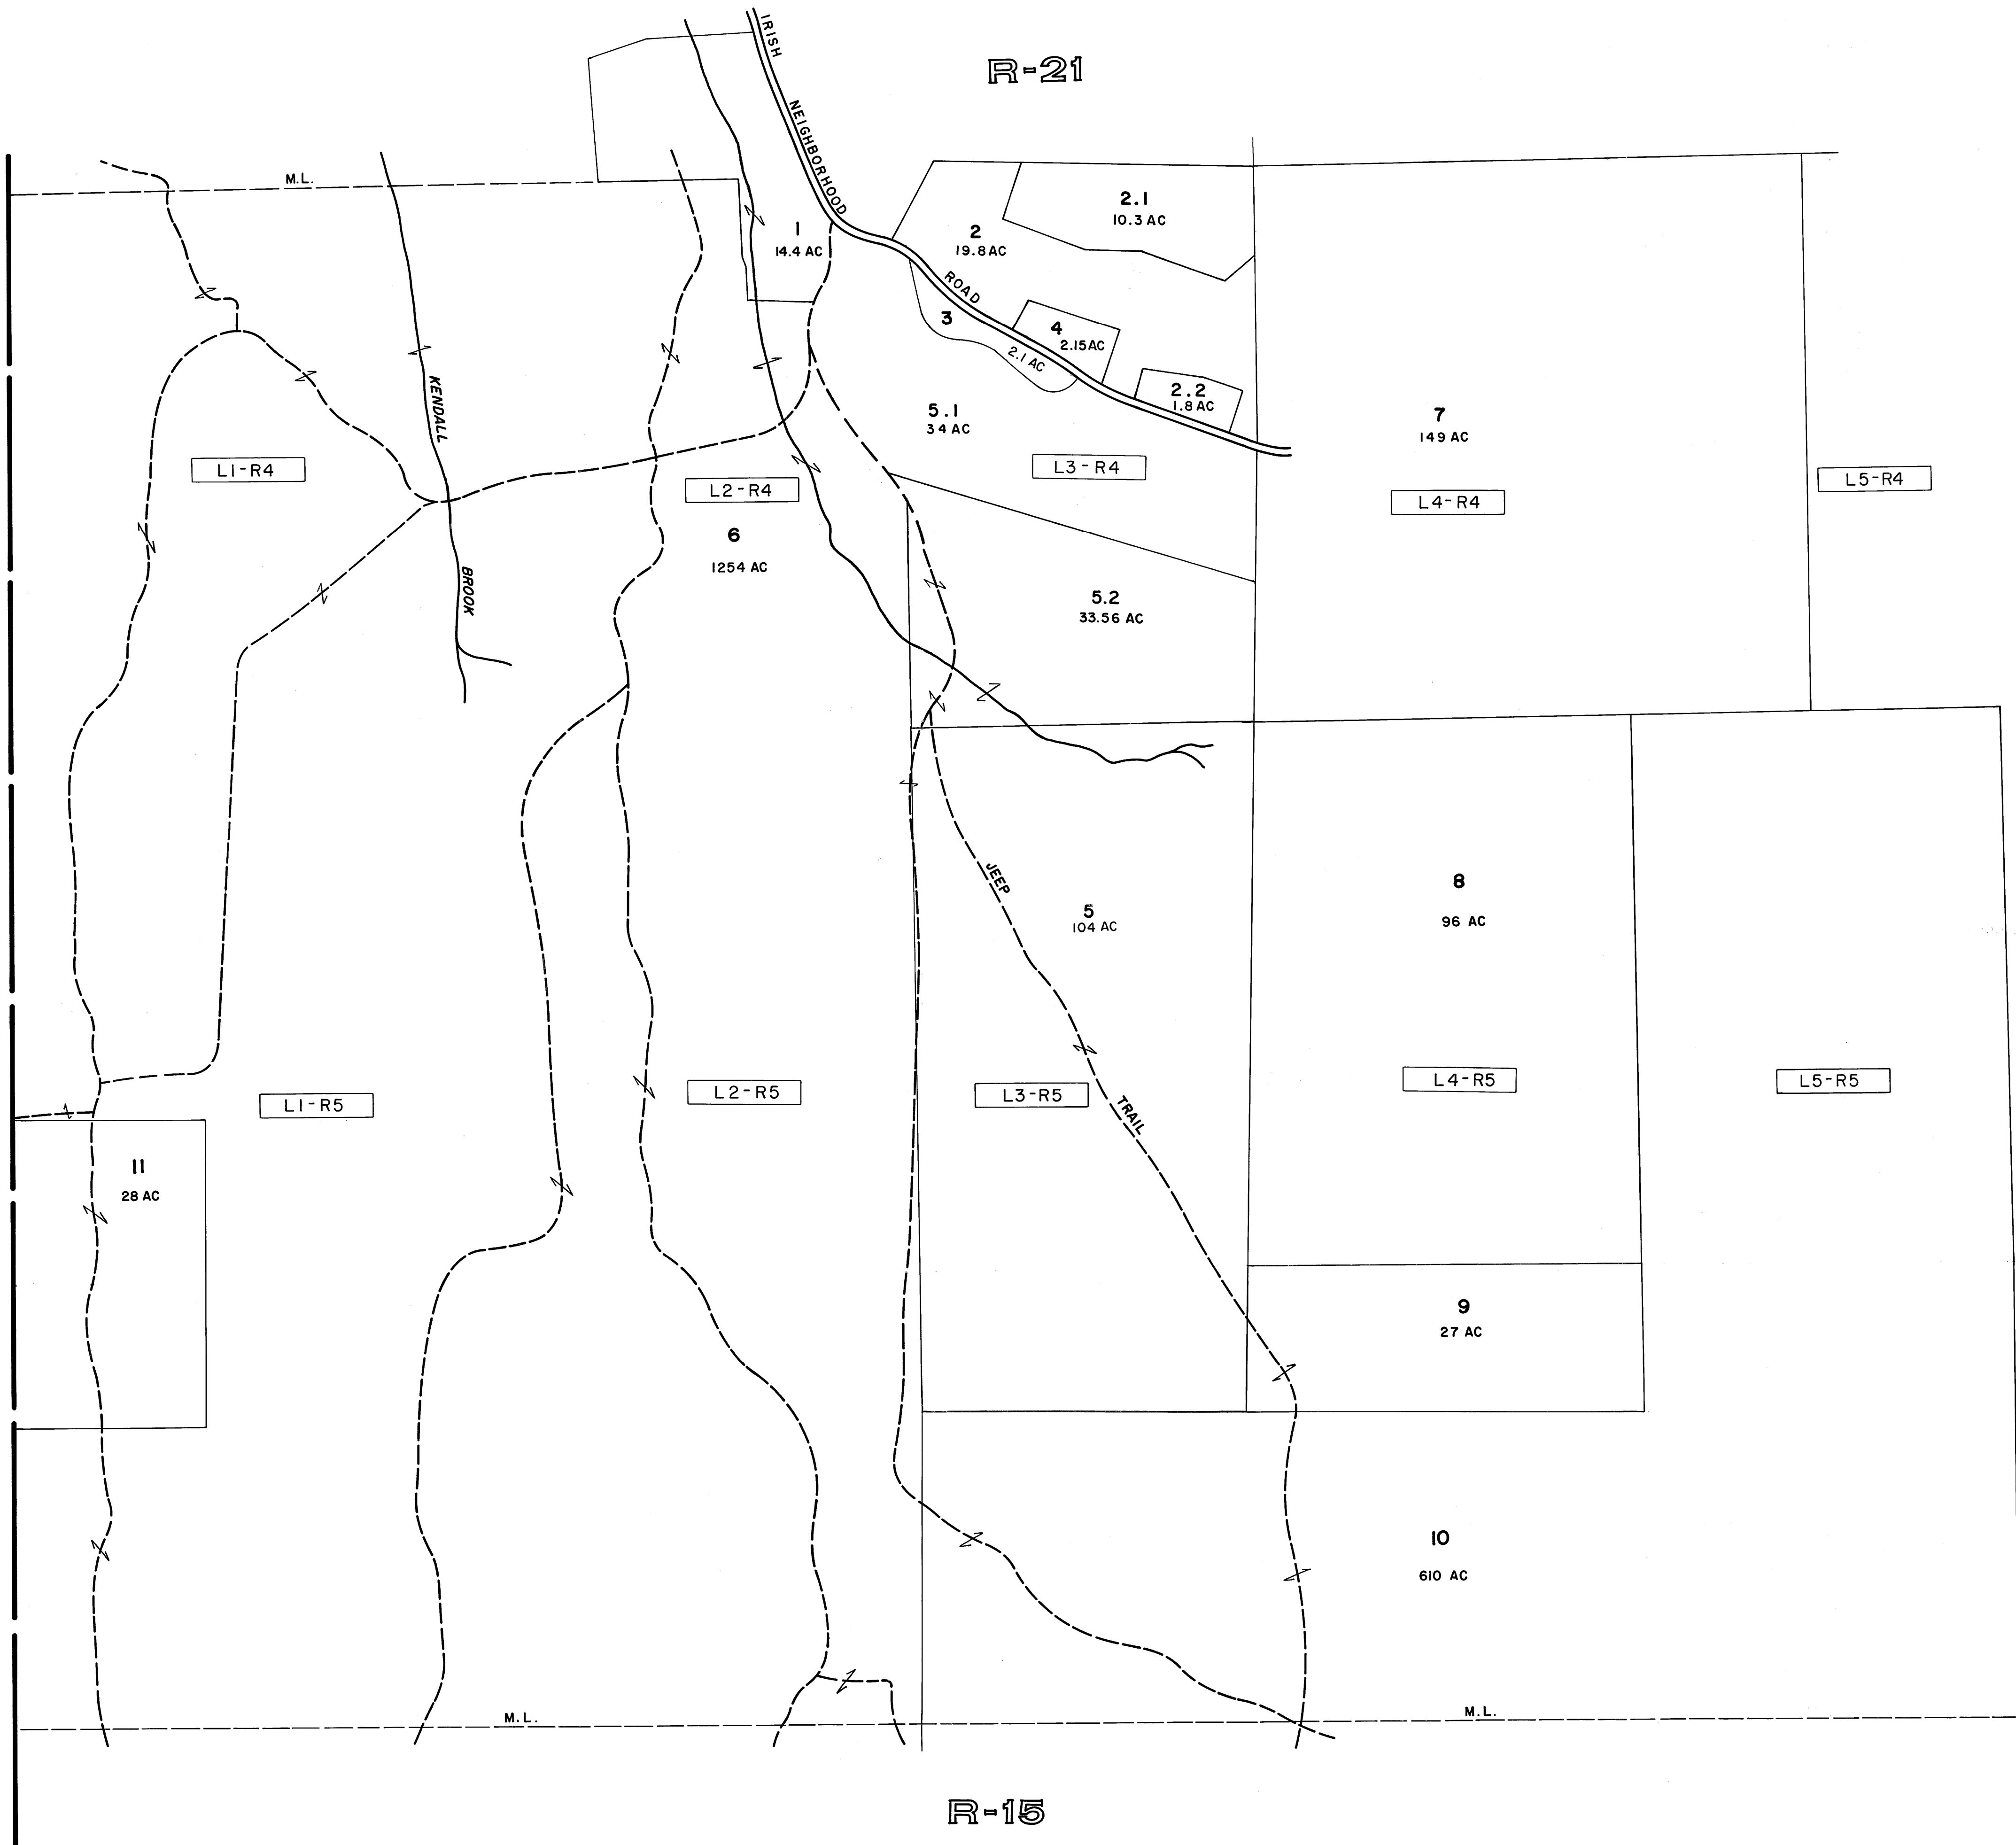 R-21
IRISH NEIGHBORHOOD ROAD
M.L.
2.1
10.3 AC
1
14.4 AC
2
19.8 AC
3
2.1 AC
4
2.15 AC
2.2
1.8 AC
KENDALL BROOK
5.1
34 AC
7
149 AC
L1-R4
L2-R4
L3-R4
L4-R4
L5-R4
6
1254 AC
5.2
33.56 AC
JEEP TRAIL
5
104 AC
8
96 AC
L1-R5
L2-R5
L3-R5
L4-R5
L5-R5
11
28 AC
9
27 AC
10
610 AC
M.L.
M.L.
R-15